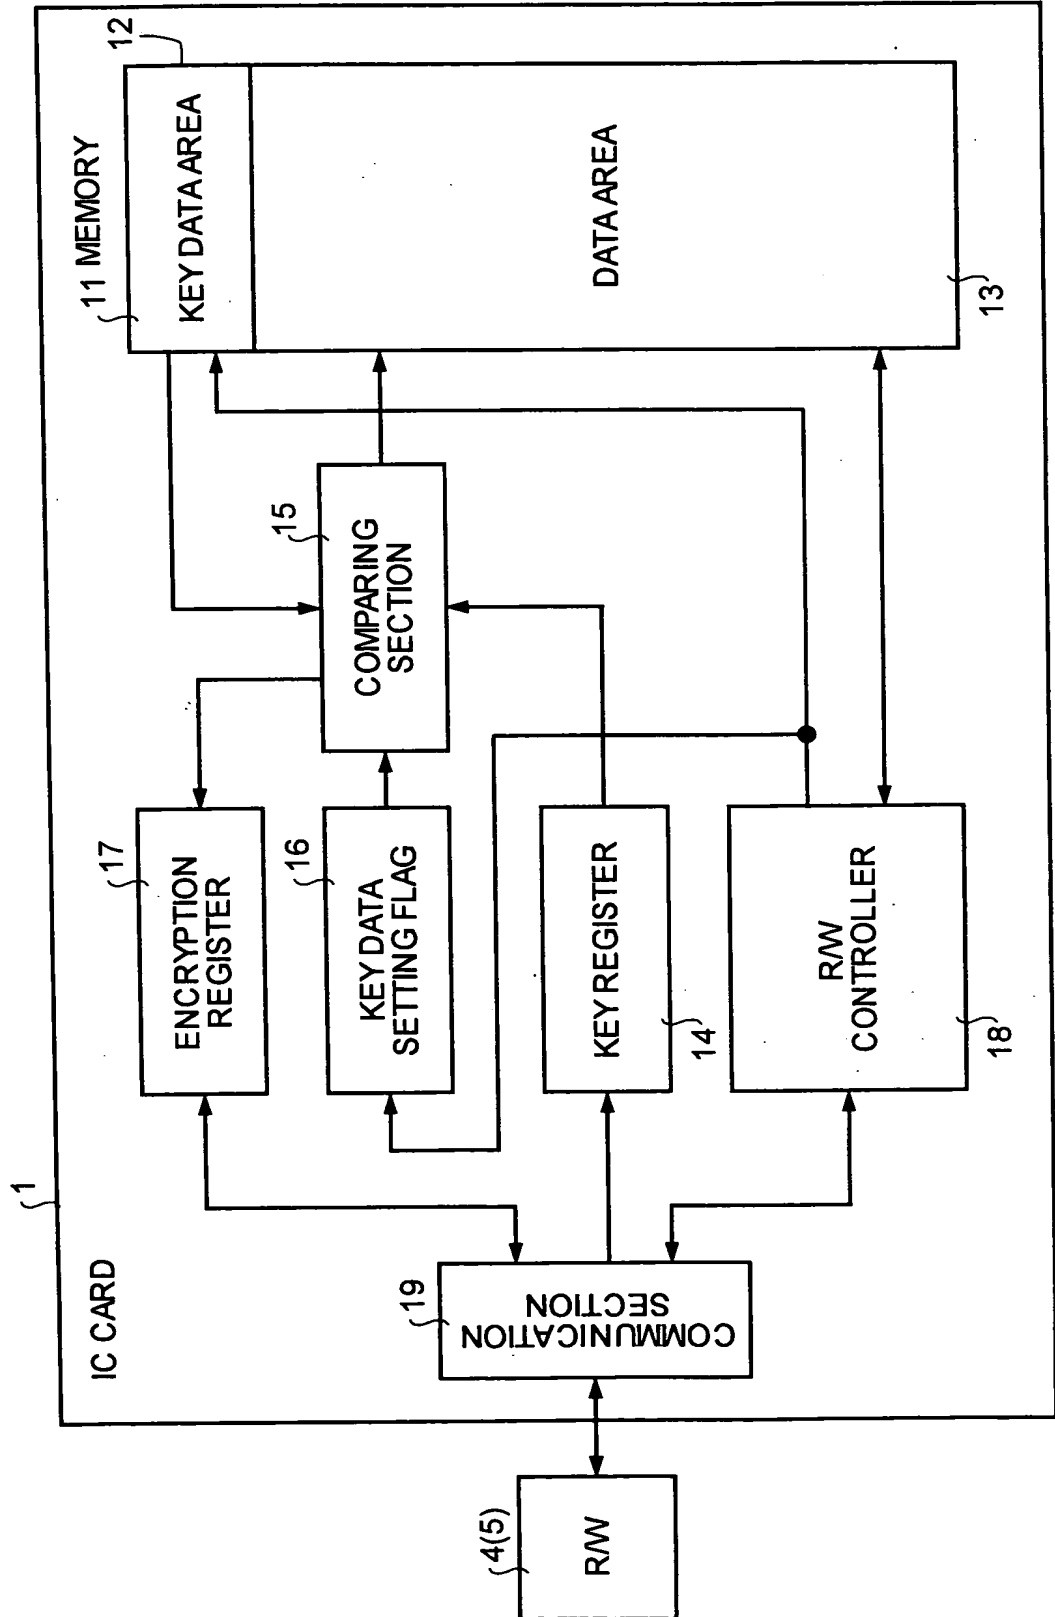 1
IC CARD
11 MEMORY
12
KEY DATA AREA
DATA AREA
13
17
ENCRYPTION
REGISTER
15
COMPARING
SECTION
16
KEY DATA
SETTING FLAG
KEY REGISTER
14
R/W
CONTROLLER
18
19
COMMUNICATION
SECTION
4(5)
R/W